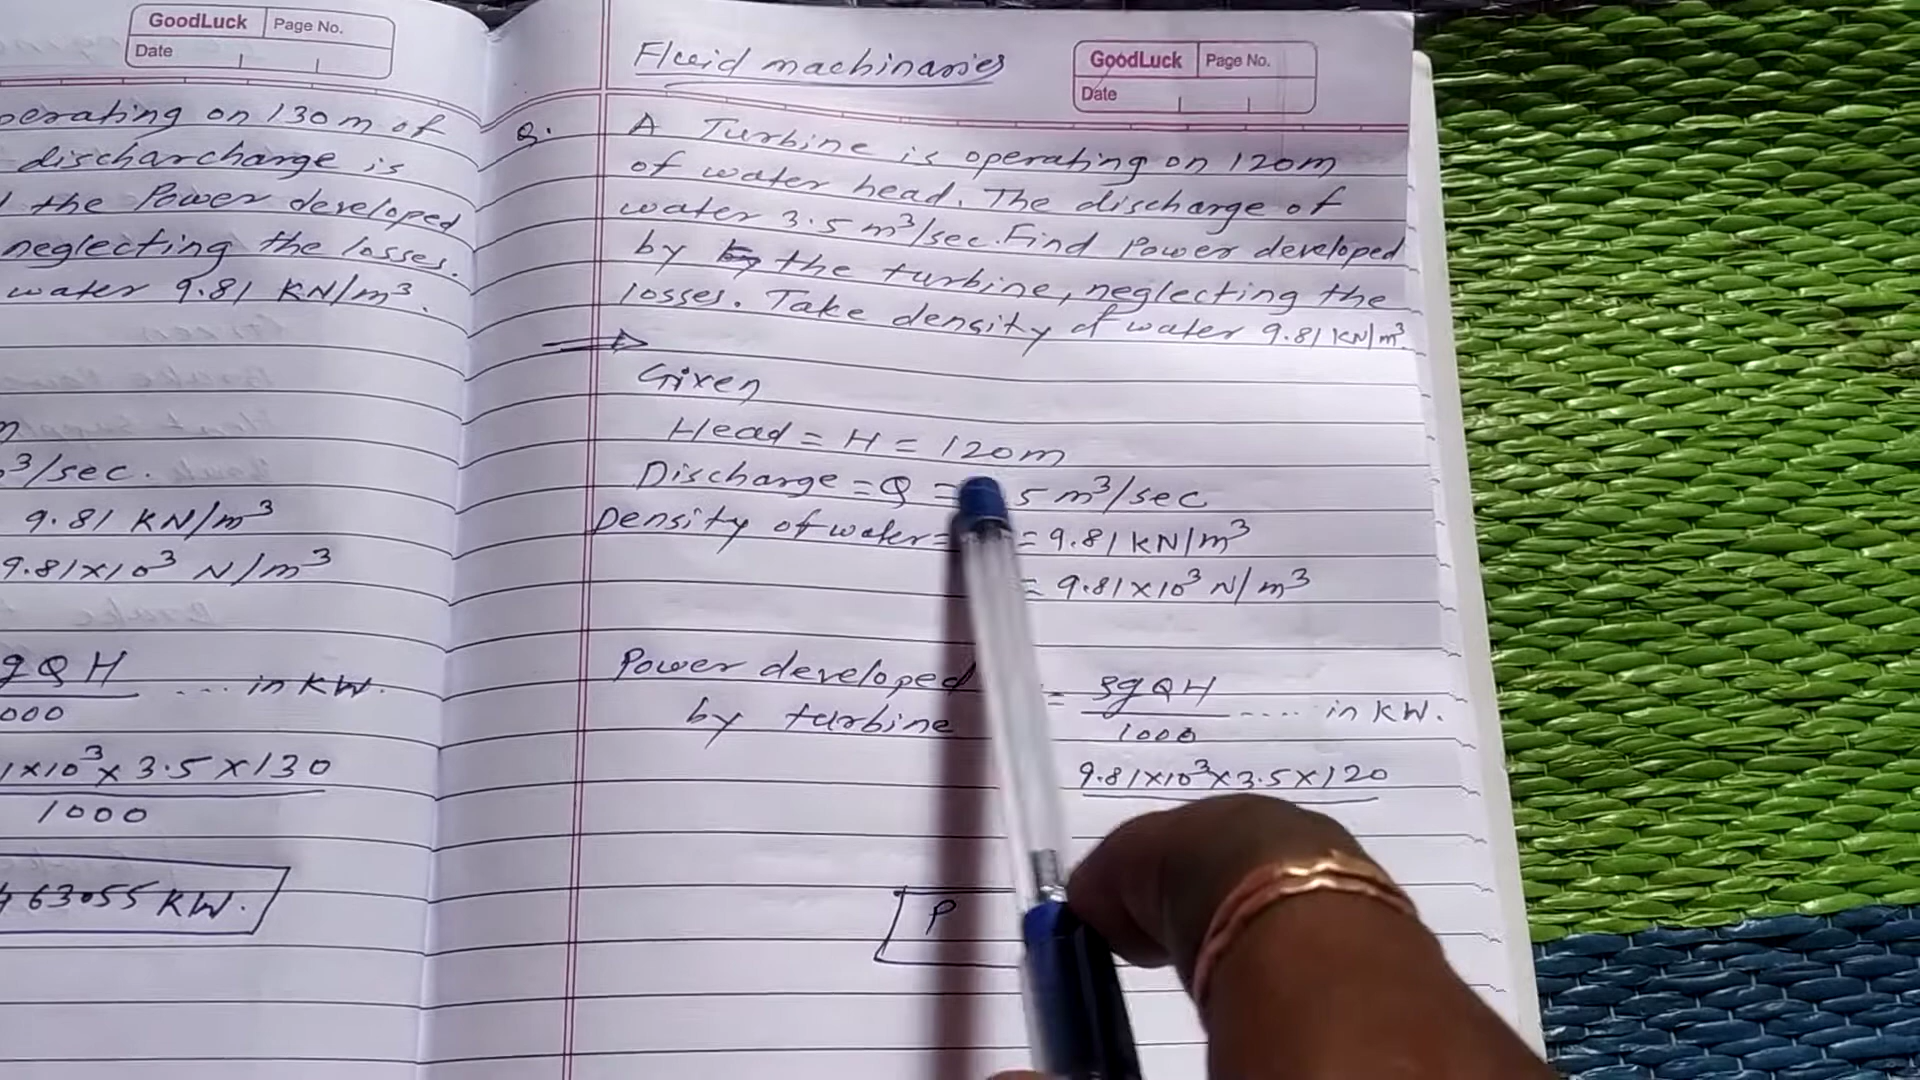 GoodLuck Page No.
Date
perating on 130 m of
discharcharge is
the Power developed
neglecting the losses.
water 9.81 KN/m³.
m
³/sec.
9.81 KN/m³
9.81×10³ N/m³
gQH
000
.... in KW.
1×10³×3.5×130
1000
63055 KW.
Fluid machinaries
GoodLuck Page No.
Date
Q. A Turbine is operating on 120m
of water head. The discharge of
water 3.5 m³/sec. Find Power developed
by the turbine, neglecting the
losses. Take density of water 9.81 KN/m³.
Given
Head = H = 120m
Discharge = Q = 5 m³/sec
Density of water = = 9.81 KN/m³
= 9.81×10³ N/m³
Power developed
by turbine
= ρgQH
1000
.... in KW.
9.81×10³×3.5×120
P